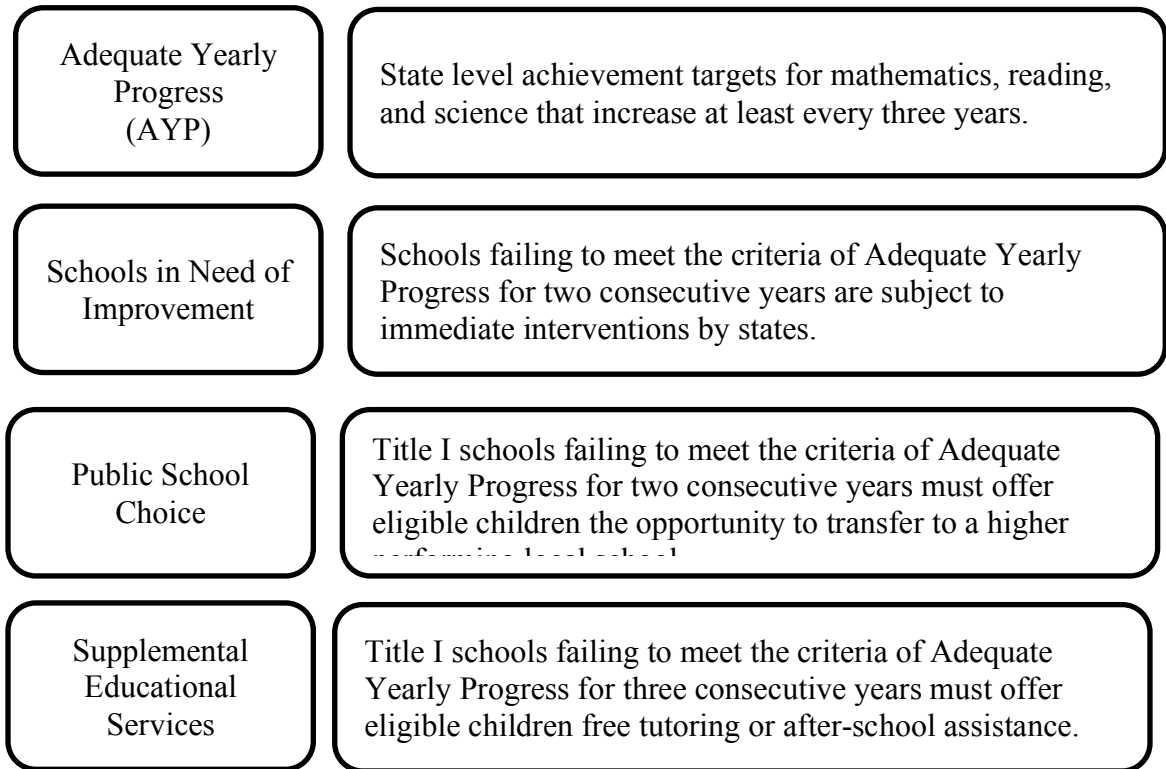 Adequate Yearly
Progress
(AYP)
State level achievement targets for mathematics, reading,
and science that increase at least every three years.
Schools in Need of
Improvement
Schools failing to meet the criteria of Adequate Yearly
Progress for two consecutive years are subject to
immediate interventions by states.
Public School
Choice
Title I schools failing to meet the criteria of Adequate
Yearly Progress for two consecutive years must offer
eligible children the opportunity to transfer to a higher
performing local school
Supplemental
Educational
Services
Title I schools failing to meet the criteria of Adequate
Yearly Progress for three consecutive years must offer
eligible children free tutoring or after-school assistance.